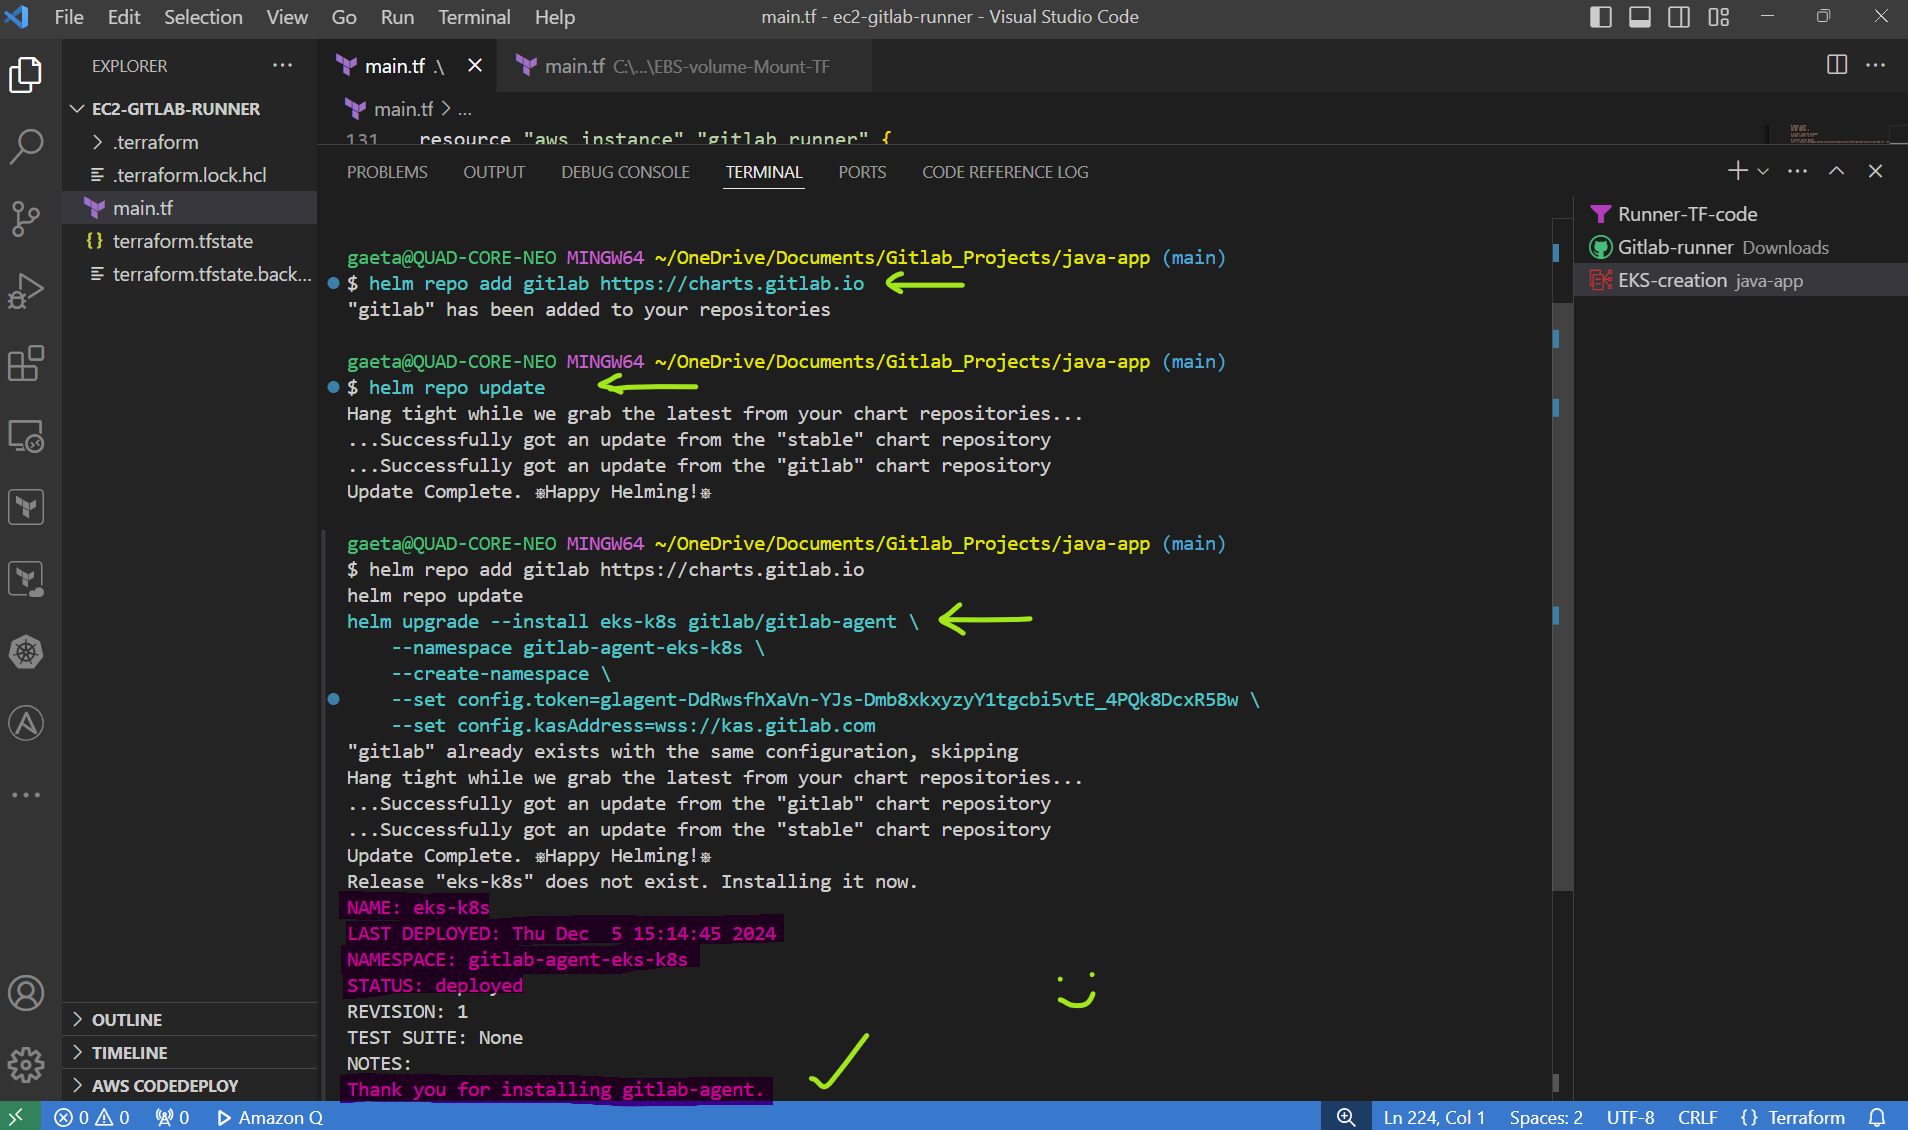 File Edit Selection View Go Run Terminal Help
main.tf - ec2-gitlab-runner - Visual Studio Code
EXPLORER
main.tf .\
main.tf C:\...\EBS-volume-Mount-TF
EC2-GITLAB-RUNNER
.terraform
.terraform.lock.hcl
main.tf
terraform.tfstate
terraform.tfstate.back...
OUTLINE
TIMELINE
AWS CODEDEPLOY
main.tf > ...
131 resource "aws_instance" "gitlab_runner" {
PROBLEMS OUTPUT DEBUG CONSOLE TERMINAL PORTS CODE REFERENCE LOG
Runner-TF-code
Gitlab-runner Downloads
EKS-creation java-app
gaeta@QUAD-CORE-NEO MINGW64 ~/OneDrive/Documents/Gitlab_Projects/java-app (main)
$ helm repo add gitlab https://charts.gitlab.io
"gitlab" has been added to your repositories
gaeta@QUAD-CORE-NEO MINGW64 ~/OneDrive/Documents/Gitlab_Projects/java-app (main)
$ helm repo update
Hang tight while we grab the latest from your chart repositories...
...Successfully got an update from the "stable" chart repository
...Successfully got an update from the "gitlab" chart repository
Update Complete. ⎈Happy Helming!⎈
gaeta@QUAD-CORE-NEO MINGW64 ~/OneDrive/Documents/Gitlab_Projects/java-app (main)
$ helm repo add gitlab https://charts.gitlab.io
helm repo update
helm upgrade --install eks-k8s gitlab/gitlab-agent \
--namespace gitlab-agent-eks-k8s \
--create-namespace \
--set config.token=glagent-DdRwsfhXaVn-YJs-Dmb8xkxyzyY1tgcbi5vtE_4PQk8DcxR5Bw \
--set config.kasAddress=wss://kas.gitlab.com
"gitlab" already exists with the same configuration, skipping
Hang tight while we grab the latest from your chart repositories...
...Successfully got an update from the "gitlab" chart repository
...Successfully got an update from the "stable" chart repository
Update Complete. ⎈Happy Helming!⎈
Release "eks-k8s" does not exist. Installing it now.
NAME: eks-k8s
LAST DEPLOYED: Thu Dec  5 15:14:45 2024
NAMESPACE: gitlab-agent-eks-k8s
STATUS: deployed
REVISION: 1
TEST SUITE: None
NOTES:
Thank you for installing gitlab-agent.
0 0 0 Amazon Q
Ln 224, Col 1 Spaces: 2 UTF-8 CRLF {} Terraform